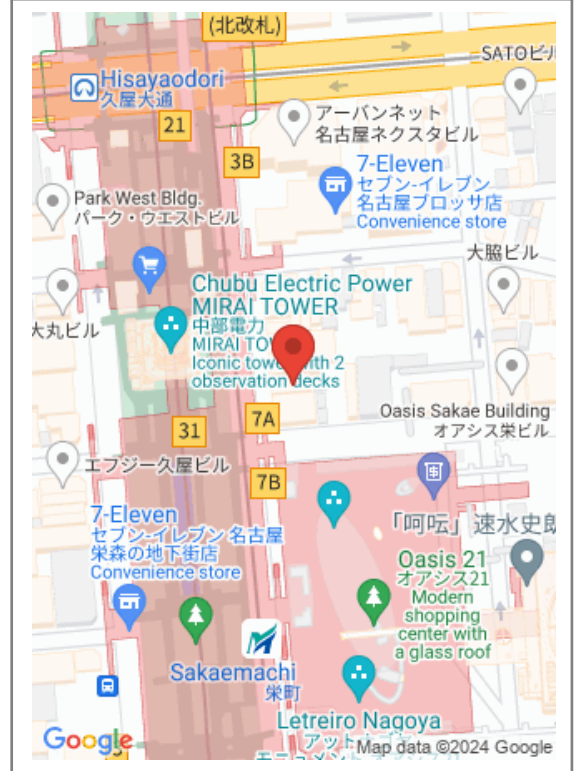 (北改札)
SATOビル
Hisayaodori
久屋大通
21
アーバンネット
名古屋ネクスタビル
3B
7-Eleven
セブン-イレブン
名古屋ブロッサ店
Convenience store
Park West Bldg.
パーク・ウエストビル
大脇ビル
Chubu Electric Power
MIRAI TOWER
中部電力
MIRAI TOW
Iconic tower with 2
observation decks
大丸ビル
7A
31
Oasis Sakae Building
オアシス栄ビル
エフジー久屋ビル
7B
7-Eleven
セブン-イレブン 名古屋
栄森の地下街店
Convenience store
「呵呍」速水史朗
Oasis 21
オアシス21
Modern
shopping
center with
a glass roof
Sakaemachi
栄町
Letreiro Nagoya
Google
Map data ©2024 Google